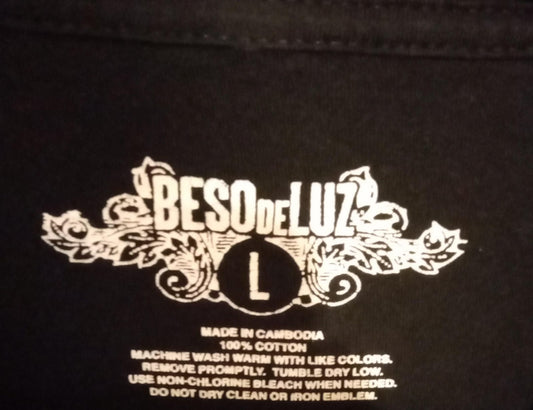 BESO DE LUZ
L
MADE IN CAMBODIA
100% COTTON
MACHINE WASH WARM WITH LIKE COLORS.
REMOVE PROMPTLY. TUMBLE DRY LOW.
USE NON-CHLORINE BLEACH WHEN NEEDED.
DO NOT DRY CLEAN OR IRON EMBLEM.